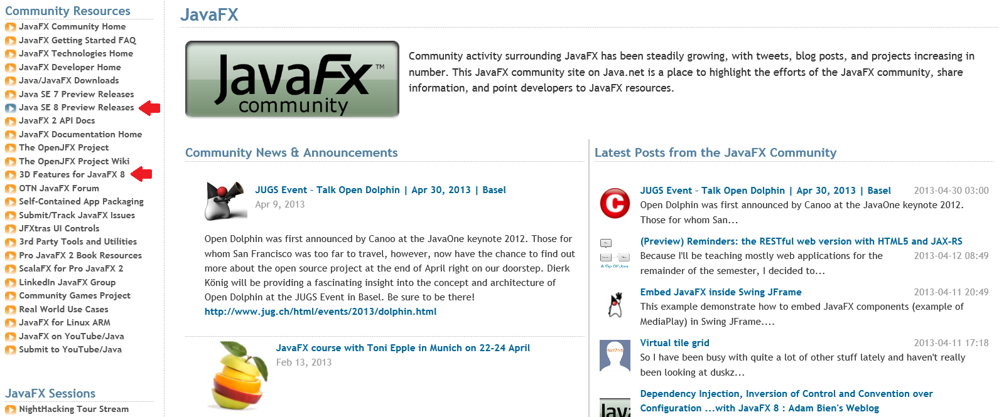 Community Resources
JavaFX Community Home
JavaFX Getting Started FAQ
JavaFX Technologies Home
JavaFX Developer Home
Java/JavaFX Downloads
Java SE 7 Preview Releases
Java SE 8 Preview Releases
JavaFX 2 API Docs
JavaFX Documentation Home
The OpenJFX Project
The OpenJFX Project Wiki
3D Features for JavaFX 8
OTN JavaFX Forum
Self-Contained App Packaging
Submit/Track JavaFX Issues
JFXtras UI Controls
3rd Party Tools and Utilities
Pro JavaFX 2 Book Resources
ScalaFX for Pro JavaFX 2
LinkedIn JavaFX Group
Community Games Project
Real World Use Cases
JavaFX for Linux ARM
JavaFX on YouTube/Java
Submit to YouTube/Java
JavaFX Sessions
NightHacking Tour Stream
JavaFX
JavaFX™
community
Community activity surrounding JavaFX has been steadily growing, with tweets, blog posts, and projects increasing in
number. This JavaFX community site on Java.net is a place to highlight the efforts of the JavaFX community, share
information, and point developers to JavaFX resources.
Community News & Announcements
JUGS Event – Talk Open Dolphin | Apr 30, 2013 | Basel
Apr 9, 2013
Open Dolphin was first announced by Canoo at the JavaOne keynote 2012. Those for
whom San Francisco was too far to travel, however, now have the chance to find out
more about the open source project at the end of April right on our doorstep. Dierk
König will be providing a fascinating insight into the concept and architecture of
Open Dolphin at the JUGS Event in Basel. Be sure to be there!
http://www.jug.ch/html/events/2013/dolphin.html
JavaFX course with Toni Epple in Munich on 22-24 April
Feb 13, 2013
Latest Posts from the JavaFX Community
C
JUGS Event – Talk Open Dolphin | Apr 30, 2013 | Basel 2013-04-30 03:00
Open Dolphin was first announced by Canoo at the JavaOne keynote 2012.
Those for whom San...
A Sip Of Java
(Preview) Reminders: the RESTful web version with HTML5 and JAX-RS
Because I'll be teaching mostly web applications for the 2013-04-12 08:49
remainder of the semester, I decided to...
Embed JavaFX inside Swing JFrame 2013-04-11 20:49
This example demonstrate how to embed JavaFX components (example of
MediaPlay) in Swing JFrame....
NotZed
Virtual tile grid 2013-04-11 17:18
So I have been busy with quite a lot of other stuff lately and haven't really
been looking at duskz...
Dependency Injection, Inversion of Control and Convention over
Configuration ...with JavaFX 8 : Adam Bien's Weblog